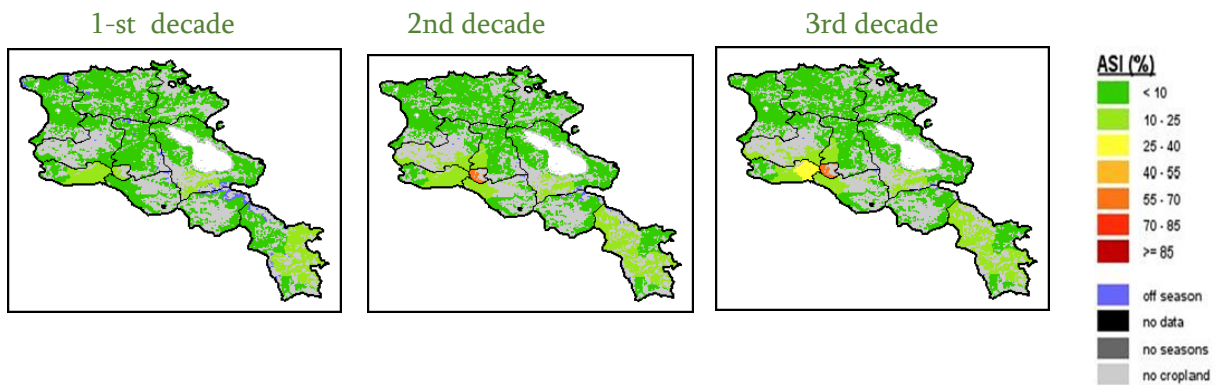 1-st decade
2nd decade
3rd decade
ASI (%)
< 10
10 - 25
25 - 40
40 - 55
55 - 70
70 - 85
>= 85
off season
no data
no seasons
no cropland